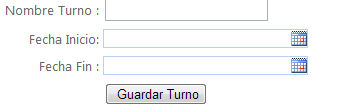 Nombre Turno :
Fecha Inicio:
Fecha Fin :
Guardar Turno